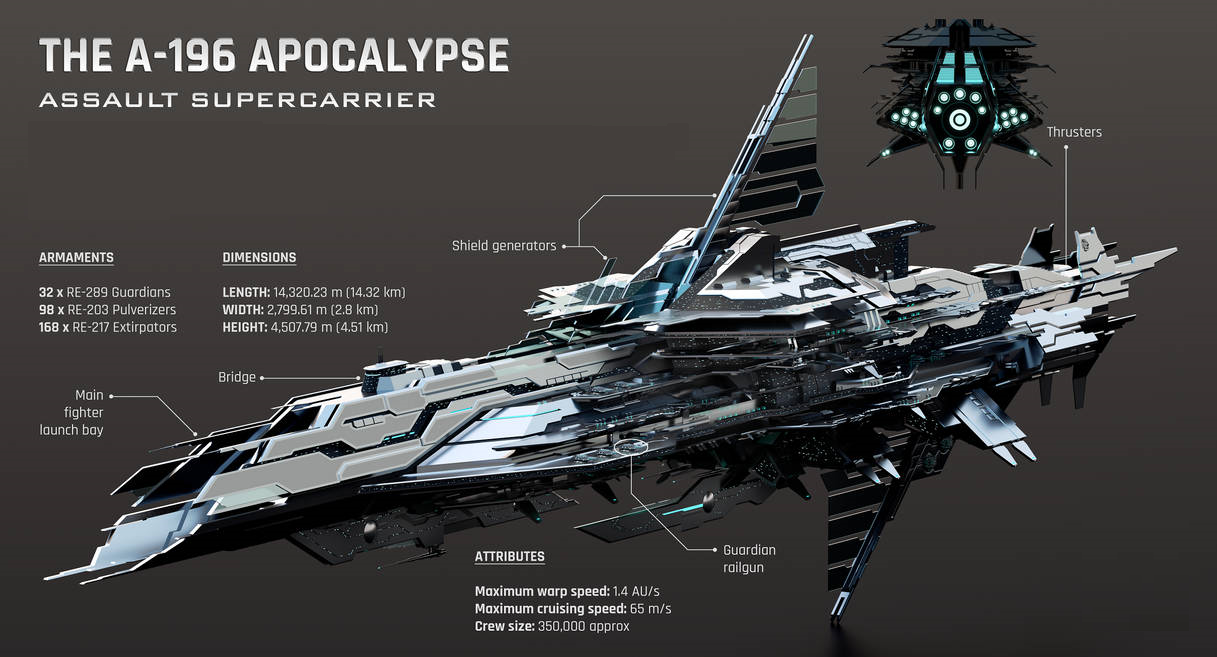 THE A-196 APOCALYPSE
ASSAULT SUPERCARRIER
Thrusters
Shield generators
ARMAMENTS
32 x RE-289 Guardians
98 x RE-203 Pulverizers
168 x RE-217 Extirpators
DIMENSIONS
LENGTH: 14,320.23 m (14.32 km)
WIDTH: 2,799.61 m (2.8 km)
HEIGHT: 4,507.79 m (4.51 km)
Bridge
Main
fighter
launch bay
Guardian
railgun
ATTRIBUTES
Maximum warp speed: 1.4 AU/s
Maximum cruising speed: 65 m/s
Crew size: 350,000 approx